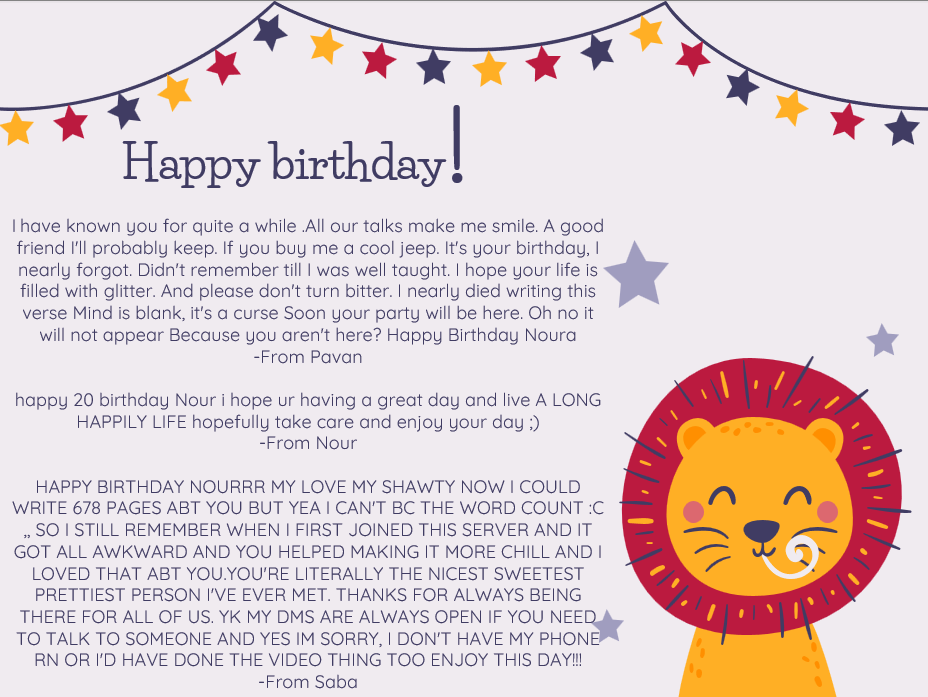 Happy birthday!
I have known you for quite a while .All our talks make me smile. A good
friend I'll probably keep. If you buy me a cool jeep. It's your birthday, I
nearly forgot. Didn't remember till I was well taught. I hope your life is
filled with glitter. And please don't turn bitter. I nearly died writing this
verse Mind is blank, it's a curse Soon your party will be here. Oh no it
will not appear Because you aren't here? Happy Birthday Noura
-From Pavan
happy 20 birthday Nour i hope ur having a great day and live A LONG
HAPPILY LIFE hopefully take care and enjoy your day ;)
-From Nour
HAPPY BIRTHDAY NOURRR MY LOVE MY SHAWTY NOW I COULD
WRITE 678 PAGES ABT YOU BUT YEA I CAN'T BC THE WORD COUNT :C
,, SO I STILL REMEMBER WHEN I FIRST JOINED THIS SERVER AND IT
GOT ALL AWKWARD AND YOU HELPED MAKING IT MORE CHILL AND I
LOVED THAT ABT YOU.YOU'RE LITERALLY THE NICEST SWEETEST
PRETTIEST PERSON I'VE EVER MET. THANKS FOR ALWAYS BEING
THERE FOR ALL OF US. YK MY DMS ARE ALWAYS OPEN IF YOU NEED
TO TALK TO SOMEONE AND YES IM SORRY, I DON'T HAVE MY PHONE
RN OR I'D HAVE DONE THE VIDEO THING TOO ENJOY THIS DAY!!!
-From Saba